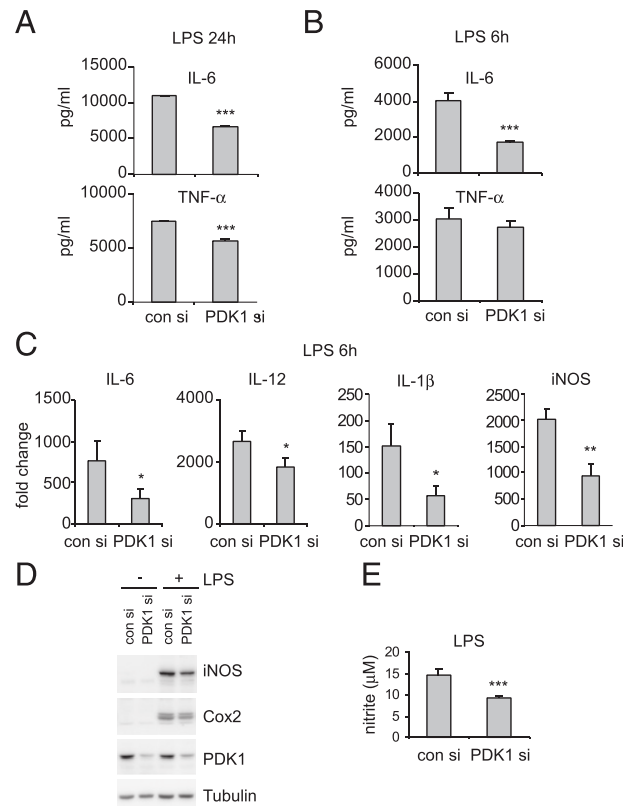 A
LPS 24h
IL-6
pg/ml
15000
10000
5000
0
***
TNF-α
pg/ml
10000
5000
0
***
con si PDK1 si
B
LPS 6h
IL-6
pg/ml
6000
4000
2000
0
***
TNF-α
pg/ml
4000
3000
2000
1000
0
con si PDK1 si
C
LPS 6h
fold change
IL-6
1500
1000
500
0
*
con si PDK1 si
IL-12
4000
2000
0
*
con si PDK1 si
IL-1β
250
200
150
100
50
0
*
con si PDK1 si
iNOS
2500
2000
1500
1000
500
0
**
con si PDK1 si
D
- + LPS
con si PDK1 si con si PDK1 si
iNOS
Cox2
PDK1
Tubulin
E
LPS
nitrite (μM)
20
15
10
5
0
***
con si PDK1 si